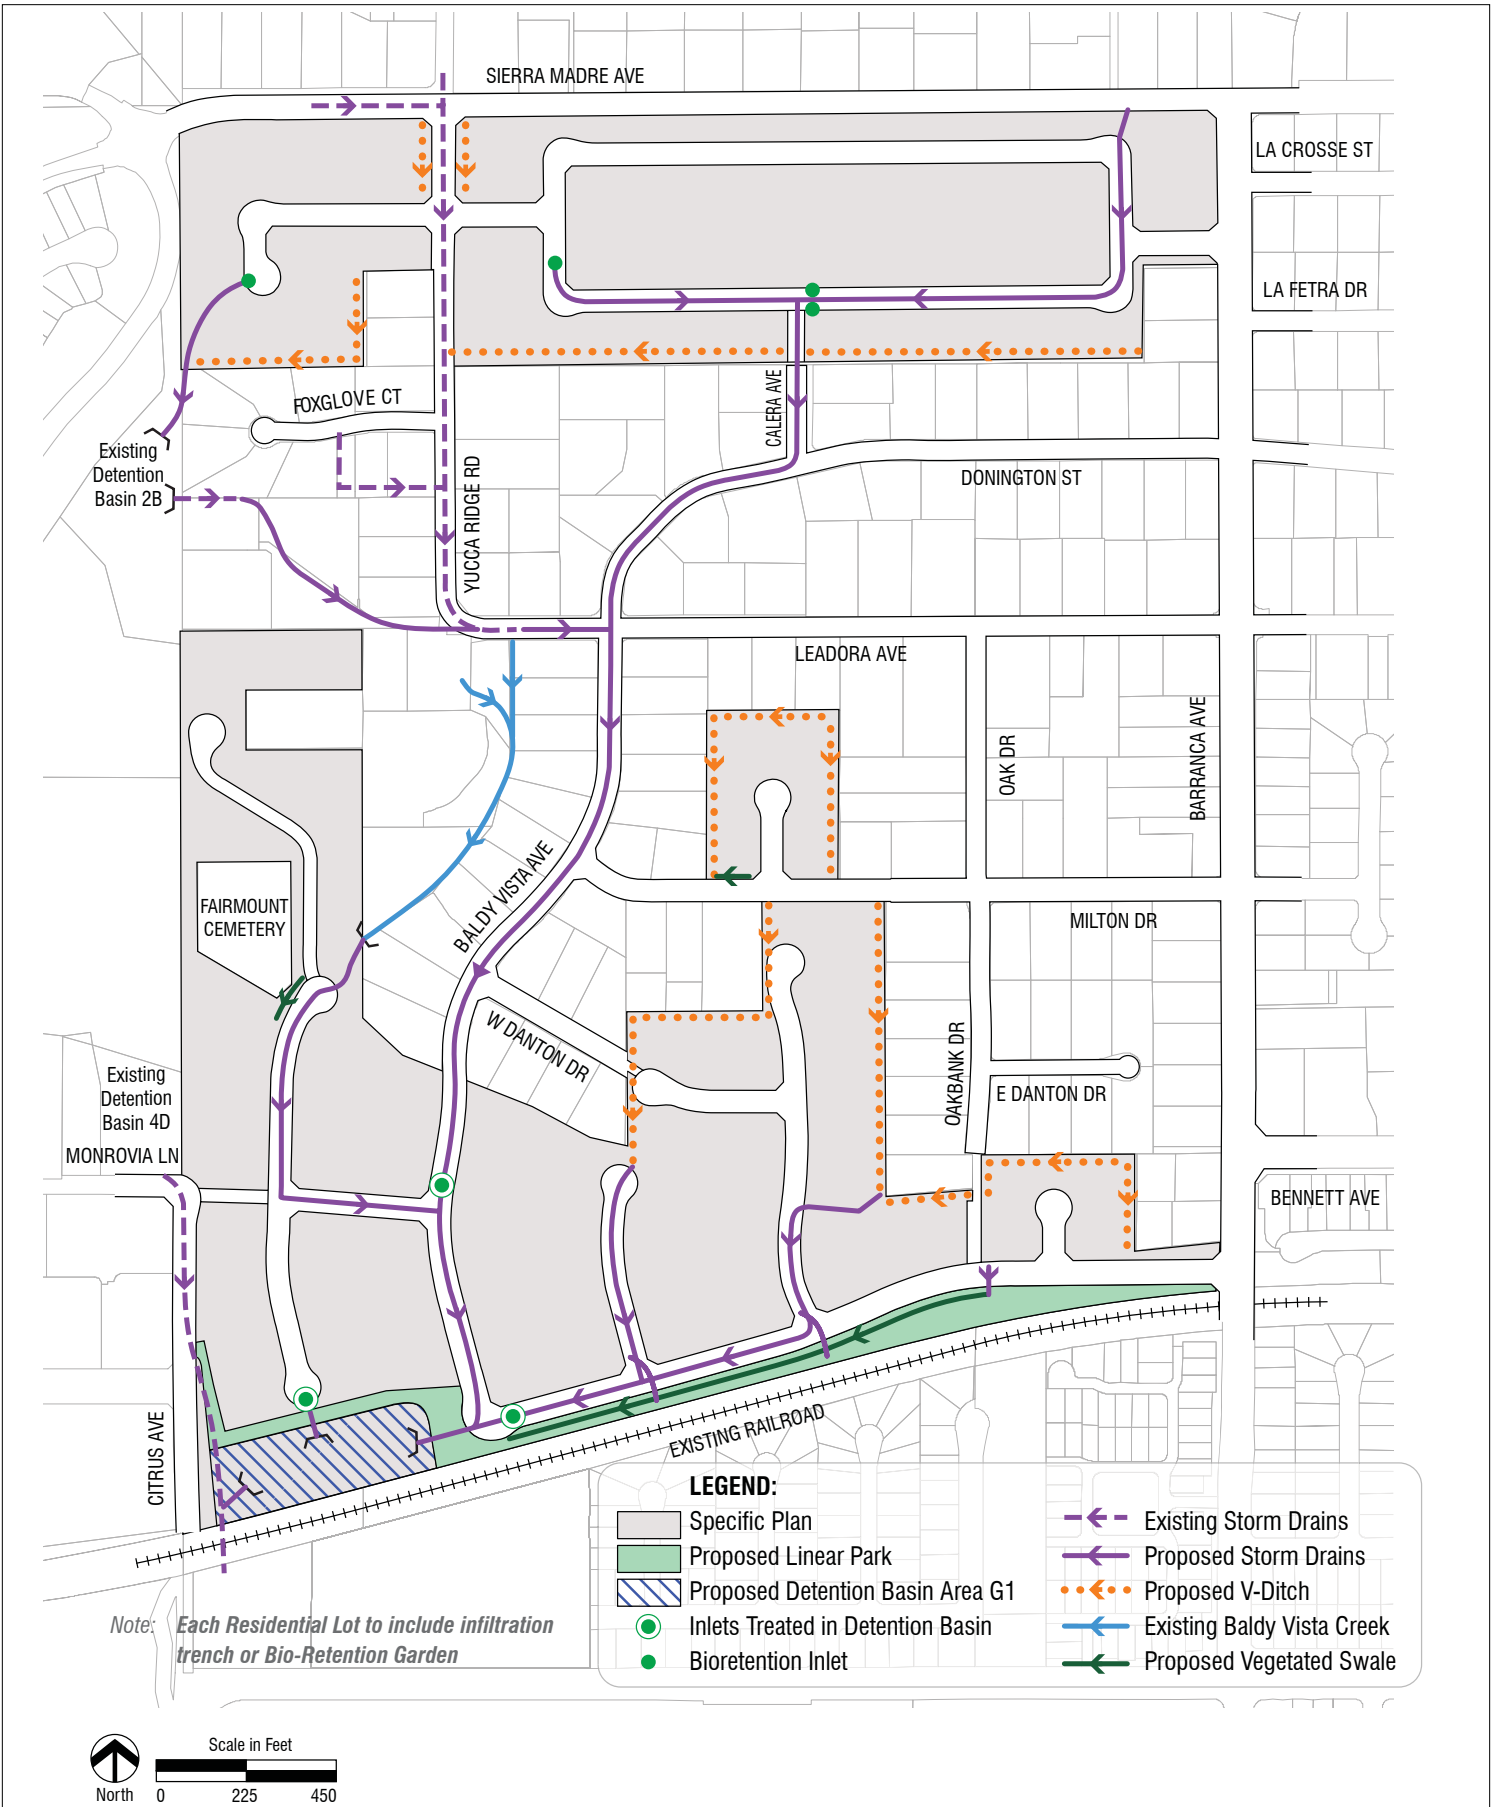 SIERRA MADRE AVE
LA CROSSE ST
LA FETRA DR
FOXGLOVE CT
CALERA AVE
Existing
Detention
Basin 2B
YUCCA RIDGE RD
DONINGTON ST
LEADORA AVE
OAK DR
BARRANCA AVE
BALDY VISTA AVE
FAIRMOUNT
CEMETERY
MILTON DR
W DANTON DR
OAKBANK DR
E DANTON DR
Existing
Detention
Basin 4D
MONROVIA LN
BENNETT AVE
CITRUS AVE
EXISTING RAILROAD
LEGEND:
Specific Plan
Proposed Linear Park
Proposed Detention Basin Area G1
Inlets Treated in Detention Basin
Bioretention Inlet
Existing Storm Drains
Proposed Storm Drains
Proposed V-Ditch
Existing Baldy Vista Creek
Proposed Vegetated Swale
Note: Each Residential Lot to include infiltration
trench or Bio-Retention Garden
Scale in Feet
North 0 225 450